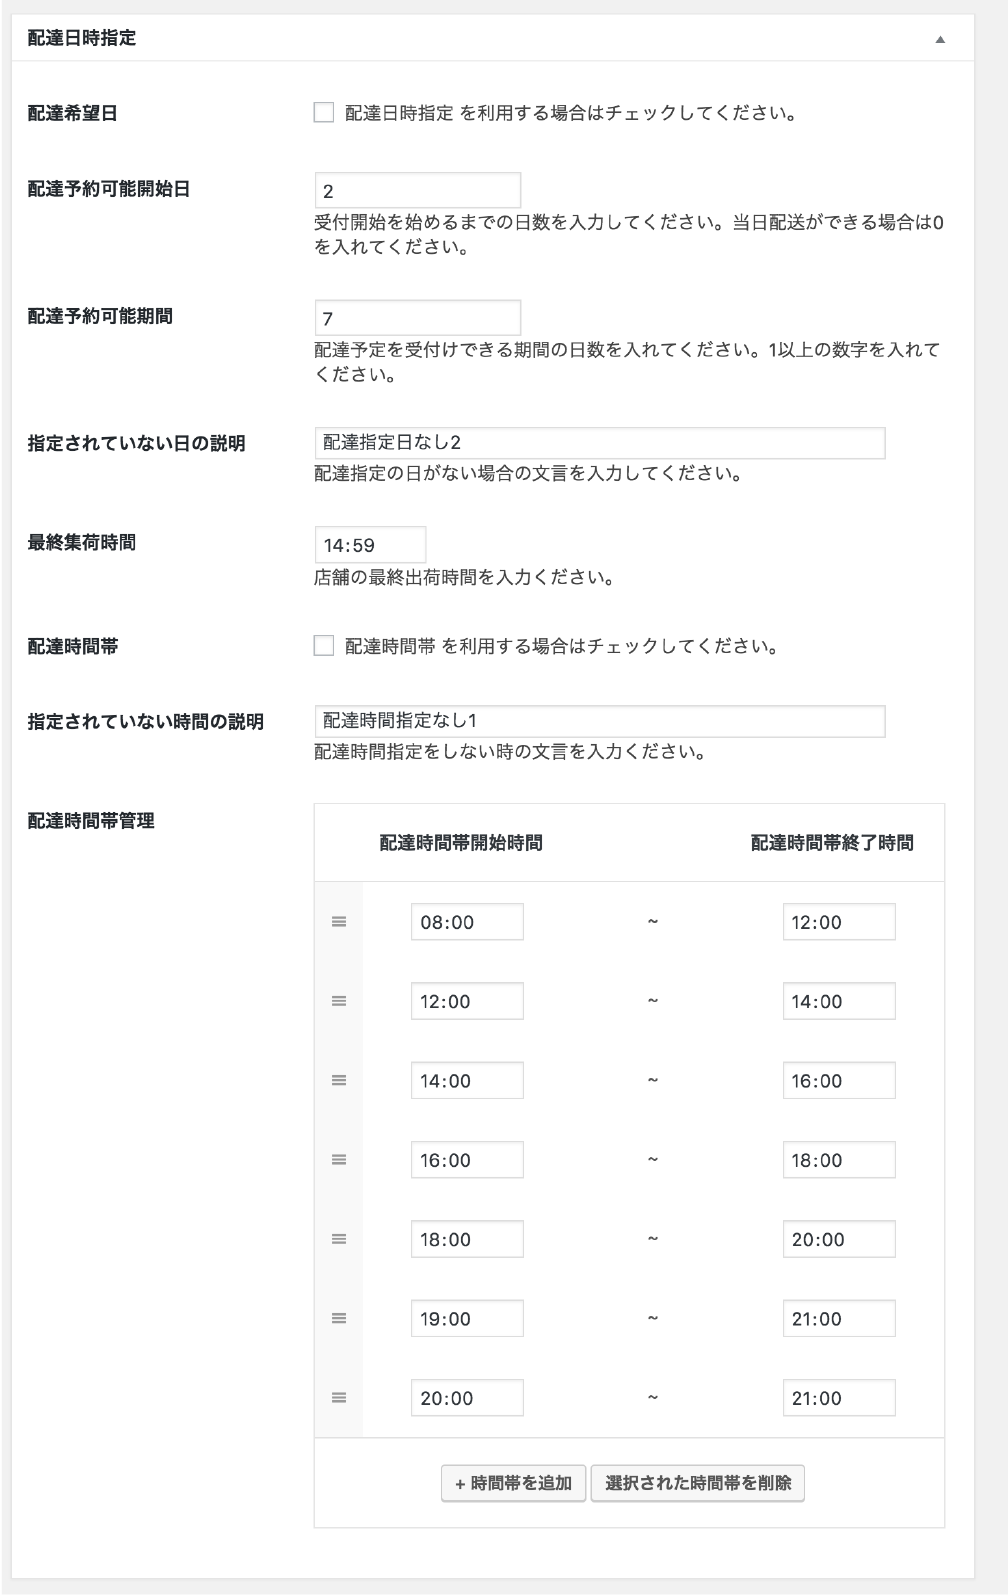 配達日時指定
配達希望日
配達日時指定 を利用する場合はチェックしてください。
配達予約可能開始日
2
受付開始を始めるまでの日数を入力してください。当日配送ができる場合は0
を入れてください。
配達予約可能期間
7
配達予定を受付けできる期間の日数を入れてください。1以上の数字を入れて
ください。
指定されていない日の説明
配達指定日なし2
配達指定の日がない場合の文言を入力してください。
最終集荷時間
14:59
店舗の最終出荷時間を入力ください。
配達時間帯
配達時間帯 を利用する場合はチェックしてください。
指定されていない時間の説明
配達時間指定なし1
配達時間指定をしない時の文言を入力ください。
配達時間帯管理
配達時間帯開始時間 配達時間帯終了時間
08:00 ~ 12:00
12:00 ~ 14:00
14:00 ~ 16:00
16:00 ~ 18:00
18:00 ~ 20:00
19:00 ~ 21:00
20:00 ~ 21:00
+ 時間帯を追加 選択された時間帯を削除